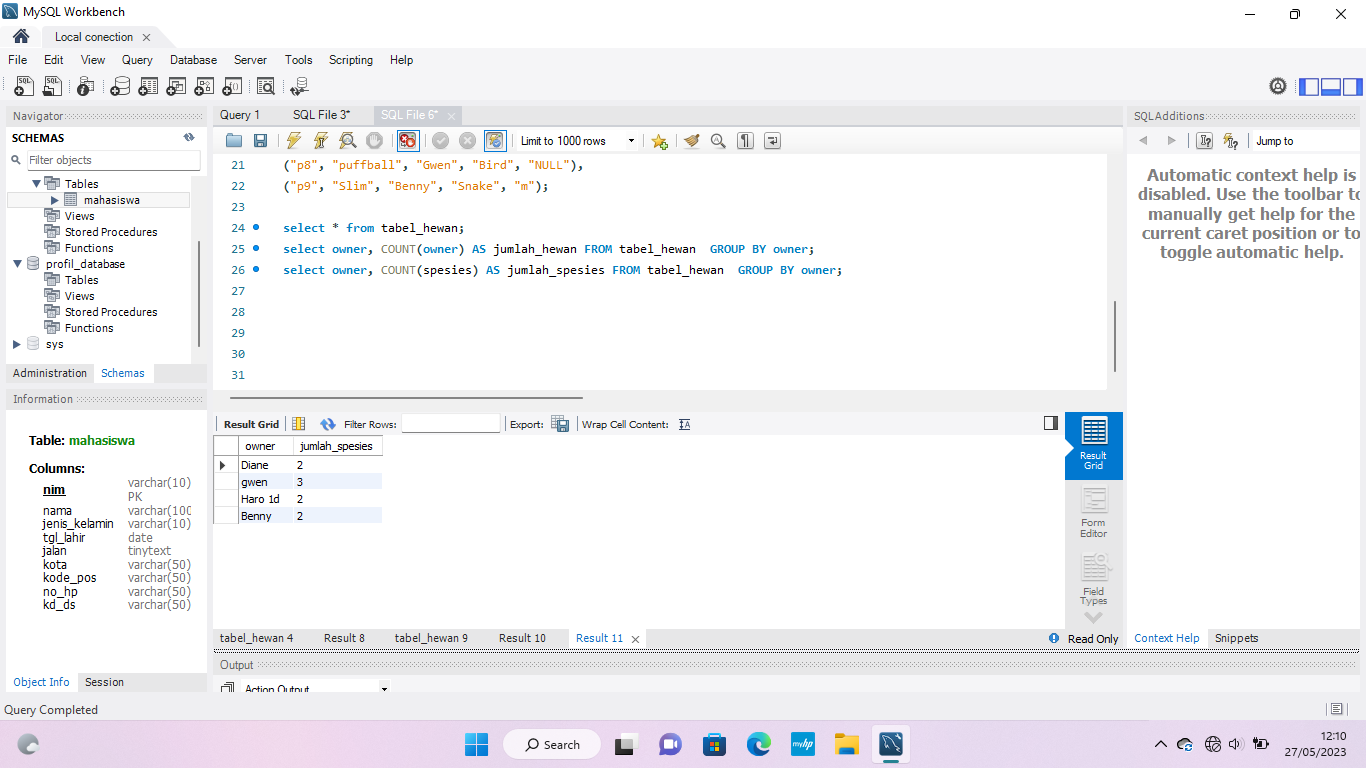 MySQL Workbench
Local conection
File Edit View Query Database Server Tools Scripting Help
Navigator
SCHEMAS
Filter objects
Tables
mahasiswa
Views
Stored Procedures
Functions
profil_database
Tables
Views
Stored Procedures
Functions
sys
Administration Schemas
Information
Table: mahasiswa
Columns:
nim varchar(10) PK
nama varchar(100
jenis_kelamin varchar(10)
tgl_lahir date
jalan tinytext
kota varchar(50)
kode_pos varchar(50)
no_hp varchar(50)
kd_ds varchar(50)
Object Info Session
Query 1 SQL File 3* SQL File 6*
Limit to 1000 rows
21 ("p8", "puffball", "Gwen", "Bird", "NULL"),
22 ("p9", "Slim", "Benny", "Snake", "m");
23
24 select * from tabel_hewan;
25 select owner, COUNT(owner) AS jumlah_hewan FROM tabel_hewan  GROUP BY owner;
26 select owner, COUNT(spesies) AS jumlah_spesies FROM tabel_hewan  GROUP BY owner;
27
28
29
30
31
Result Grid Filter Rows: Export: Wrap Cell Content:
owner jumlah_spesies
Diane 2
gwen 3
Haro 1d 2
Benny 2
Result Grid
Form Editor
Field Types
tabel_hewan 4 Result 8 tabel_hewan 9 Result 10 Result 11 Read Only
Output
Action Output
SQLAdditions
Jump to
Automatic context help is
disabled. Use the toolbar to
manually get help for the
current caret position or to
toggle automatic help.
Context Help Snippets
Query Completed
Search
myhp
12:10
27/05/2023